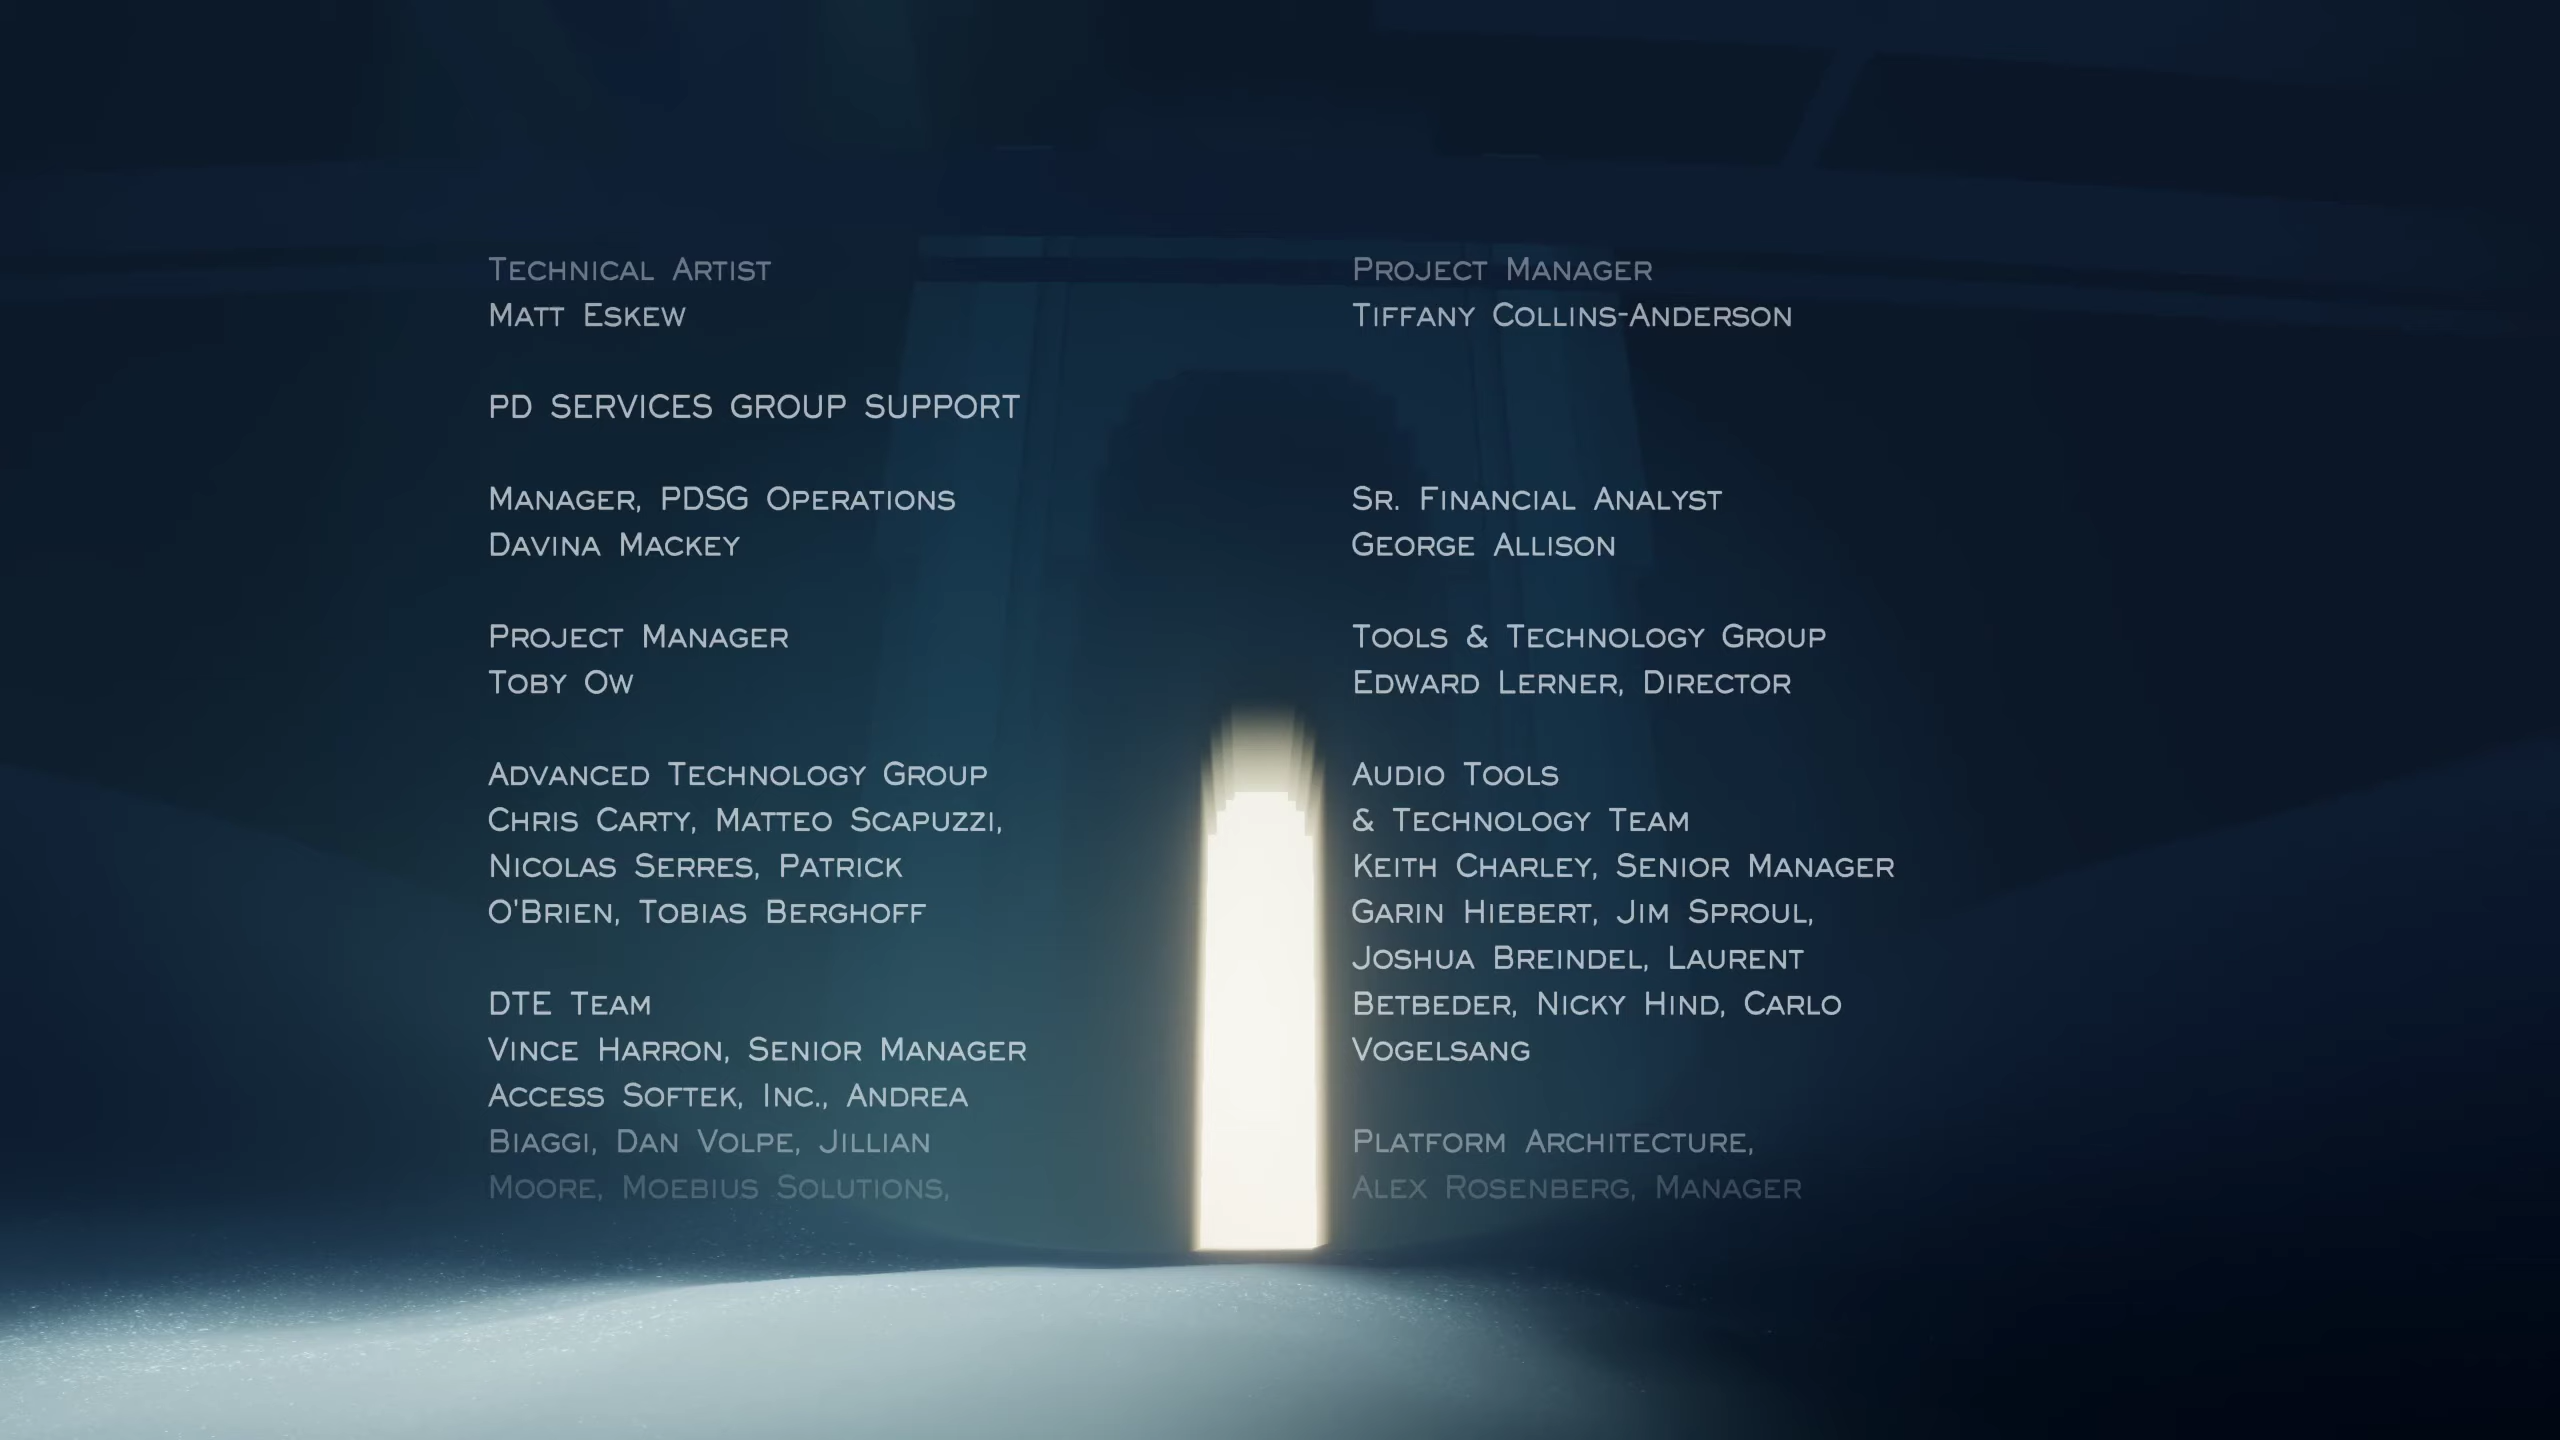 Technical Artist
Matt Eskew
PD SERVICES GROUP SUPPORT
Manager, PDSG Operations
Davina Mackey
Project Manager
Toby Ow
Advanced Technology Group
Chris Carty, Matteo Scapuzzi,
Nicolas Serres, Patrick
O'Brien, Tobias Berghoff
DTE Team
Vince Harron, Senior Manager
Access Softek, Inc., Andrea
Biaggi, Dan Volpe, Jillian
Moore, Moebius Solutions,
Project Manager
Tiffany Collins-Anderson
Sr. Financial Analyst
George Allison
Tools & Technology Group
Edward Lerner, Director
Audio Tools
& Technology Team
Keith Charley, Senior Manager
Garin Hiebert, Jim Sproul,
Joshua Breindel, Laurent
Betbeder, Nicky Hind, Carlo
Vogelsang
Platform Architecture,
Alex Rosenberg, Manager